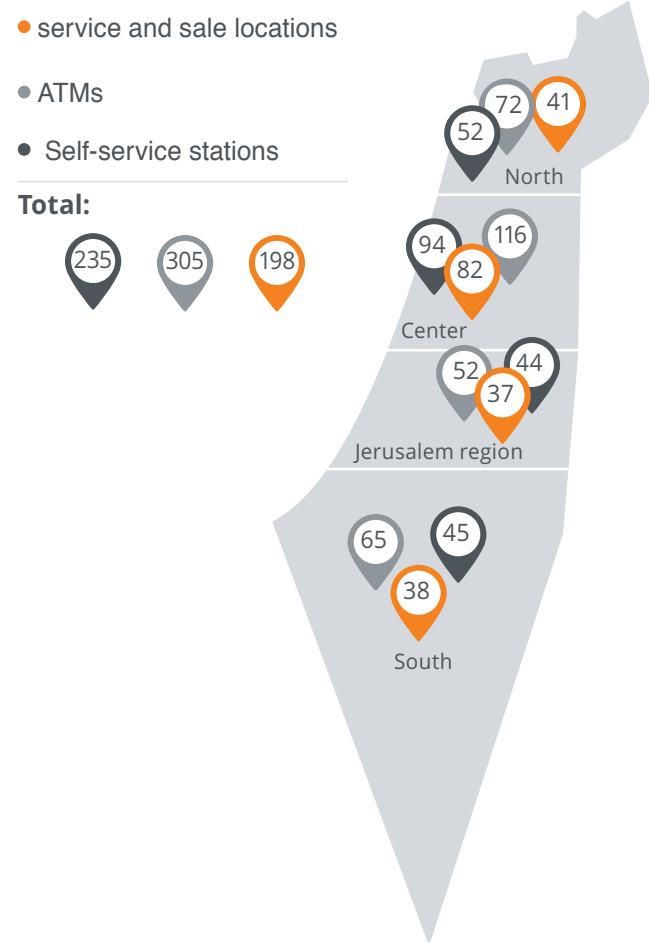 service and sale locations
ATMs
Self-service stations
Total:
235 305 198
52 72 41
North
94 82 116
Center
52 37 44
Jerusalem region
65 38 45
South